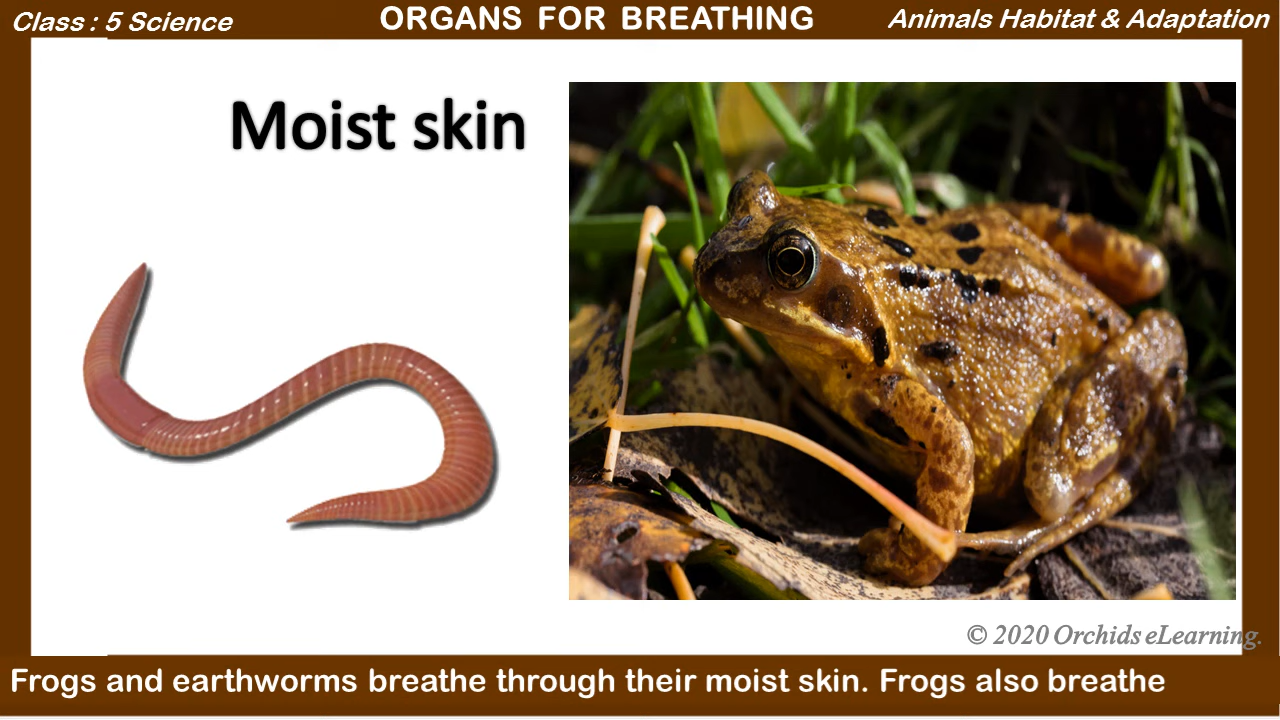 Class : 5 Science
ORGANS FOR BREATHING
Animals Habitat & Adaptation
Moist skin
© 2020 Orchids eLearning.
Frogs and earthworms breathe through their moist skin. Frogs also breathe